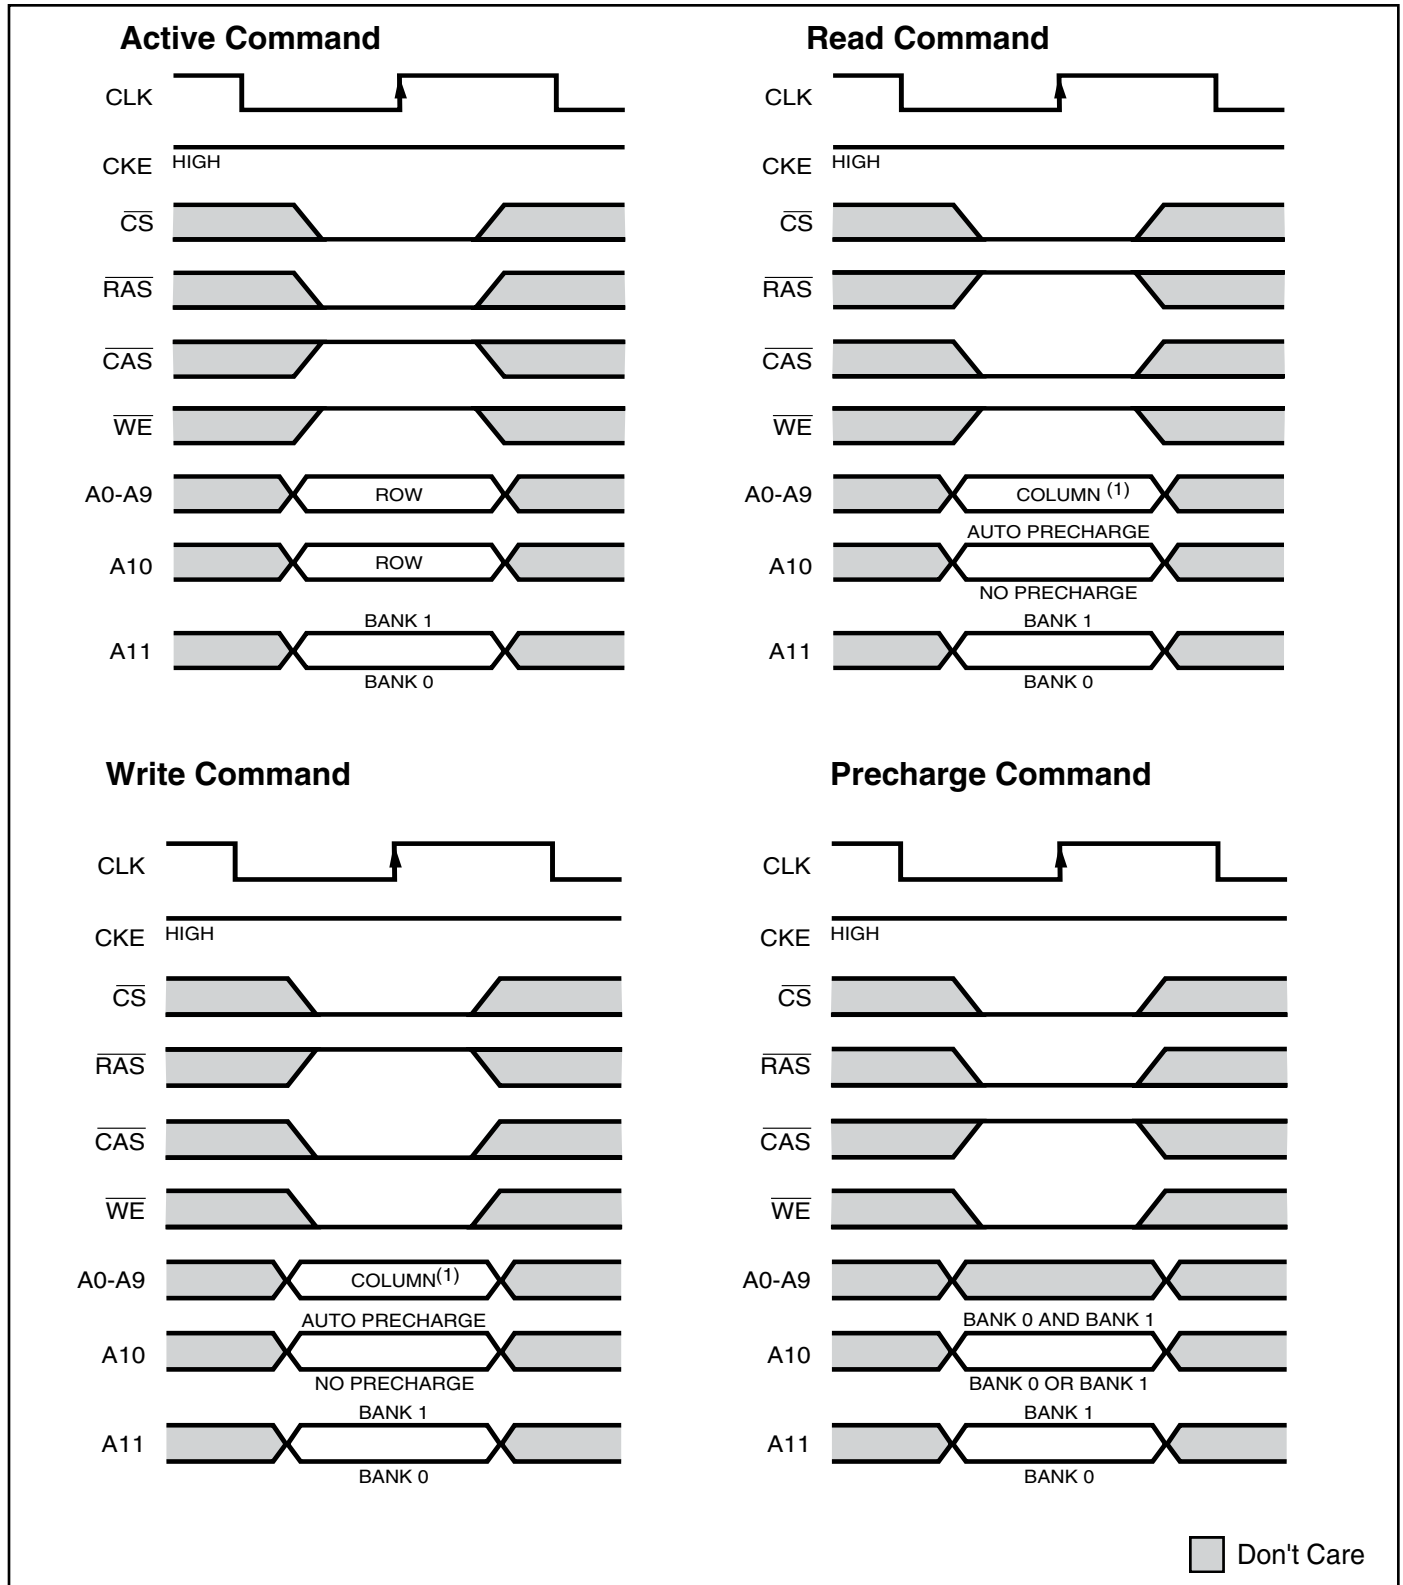 Active Command
CLK
CKE HIGH
CS
RAS
CAS
WE
A0-A9 ROW
A10 ROW
BANK 1
A11
BANK 0
Read Command
CLK
CKE HIGH
CS
RAS
CAS
WE
A0-A9 COLUMN (1)
AUTO PRECHARGE
A10
NO PRECHARGE
BANK 1
A11
BANK 0
Write Command
CLK
CKE HIGH
CS
RAS
CAS
WE
A0-A9 COLUMN(1)
AUTO PRECHARGE
A10
NO PRECHARGE
BANK 1
A11
BANK 0
Precharge Command
CLK
CKE HIGH
CS
RAS
CAS
WE
A0-A9
BANK 0 AND BANK 1
A10
BANK 0 OR BANK 1
BANK 1
A11
BANK 0
Don't Care